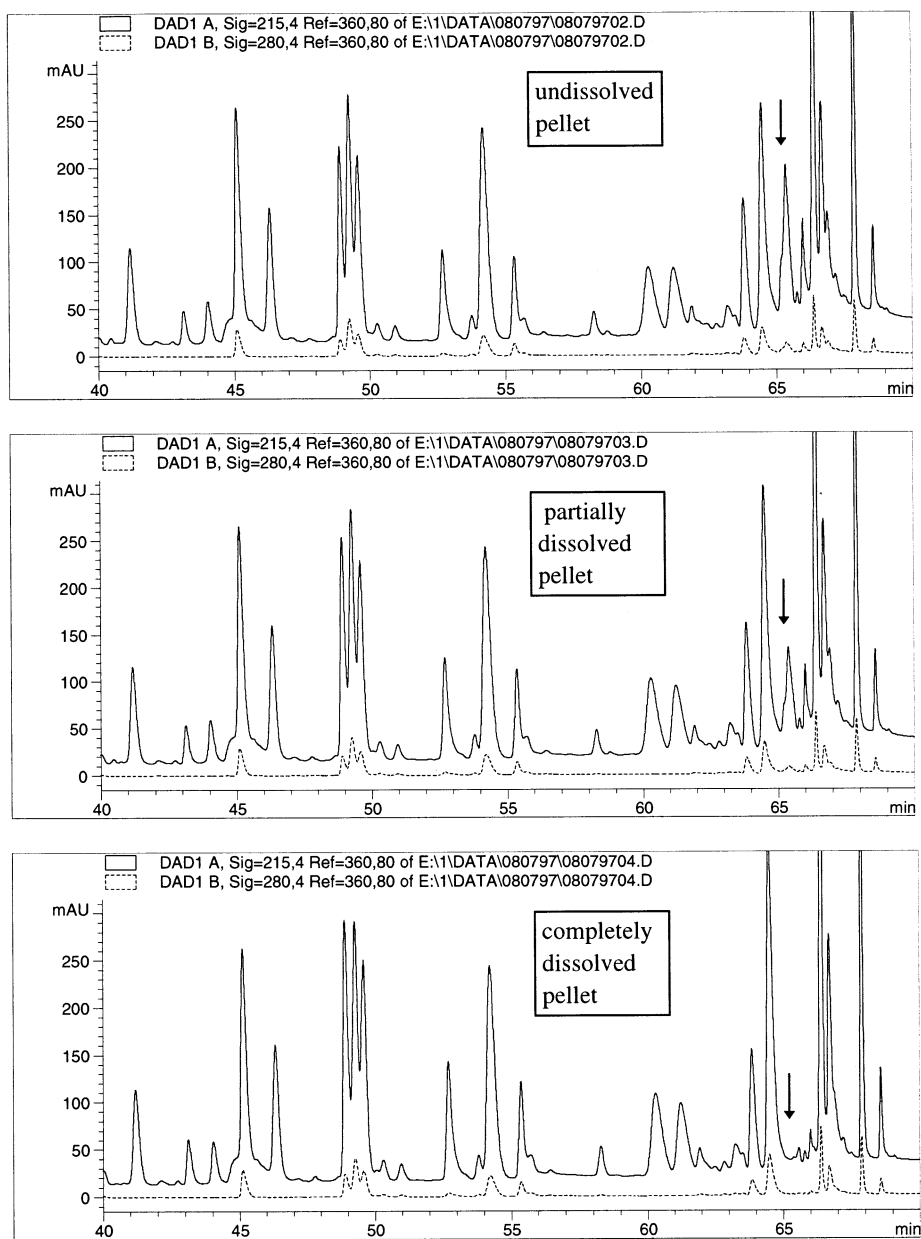 DAD1 A, Sig=215,4 Ref=360,80 of E:\1\DATA\080797\08079702.D
DAD1 B, Sig=280,4 Ref=360,80 of E:\1\DATA\080797\08079702.D
mAU
undissolved
pellet
250
200
150
100
50
0
40 45 50 55 60 65 min
DAD1 A, Sig=215,4 Ref=360,80 of E:\1\DATA\080797\08079703.D
DAD1 B, Sig=280,4 Ref=360,80 of E:\1\DATA\080797\08079703.D
mAU
partially
dissolved
pellet
250
200
150
100
50
0
40 45 50 55 60 65 min
DAD1 A, Sig=215,4 Ref=360,80 of E:\1\DATA\080797\08079704.D
DAD1 B, Sig=280,4 Ref=360,80 of E:\1\DATA\080797\08079704.D
mAU
completely
dissolved
pellet
250
200
150
100
50
0
40 45 50 55 60 65 min